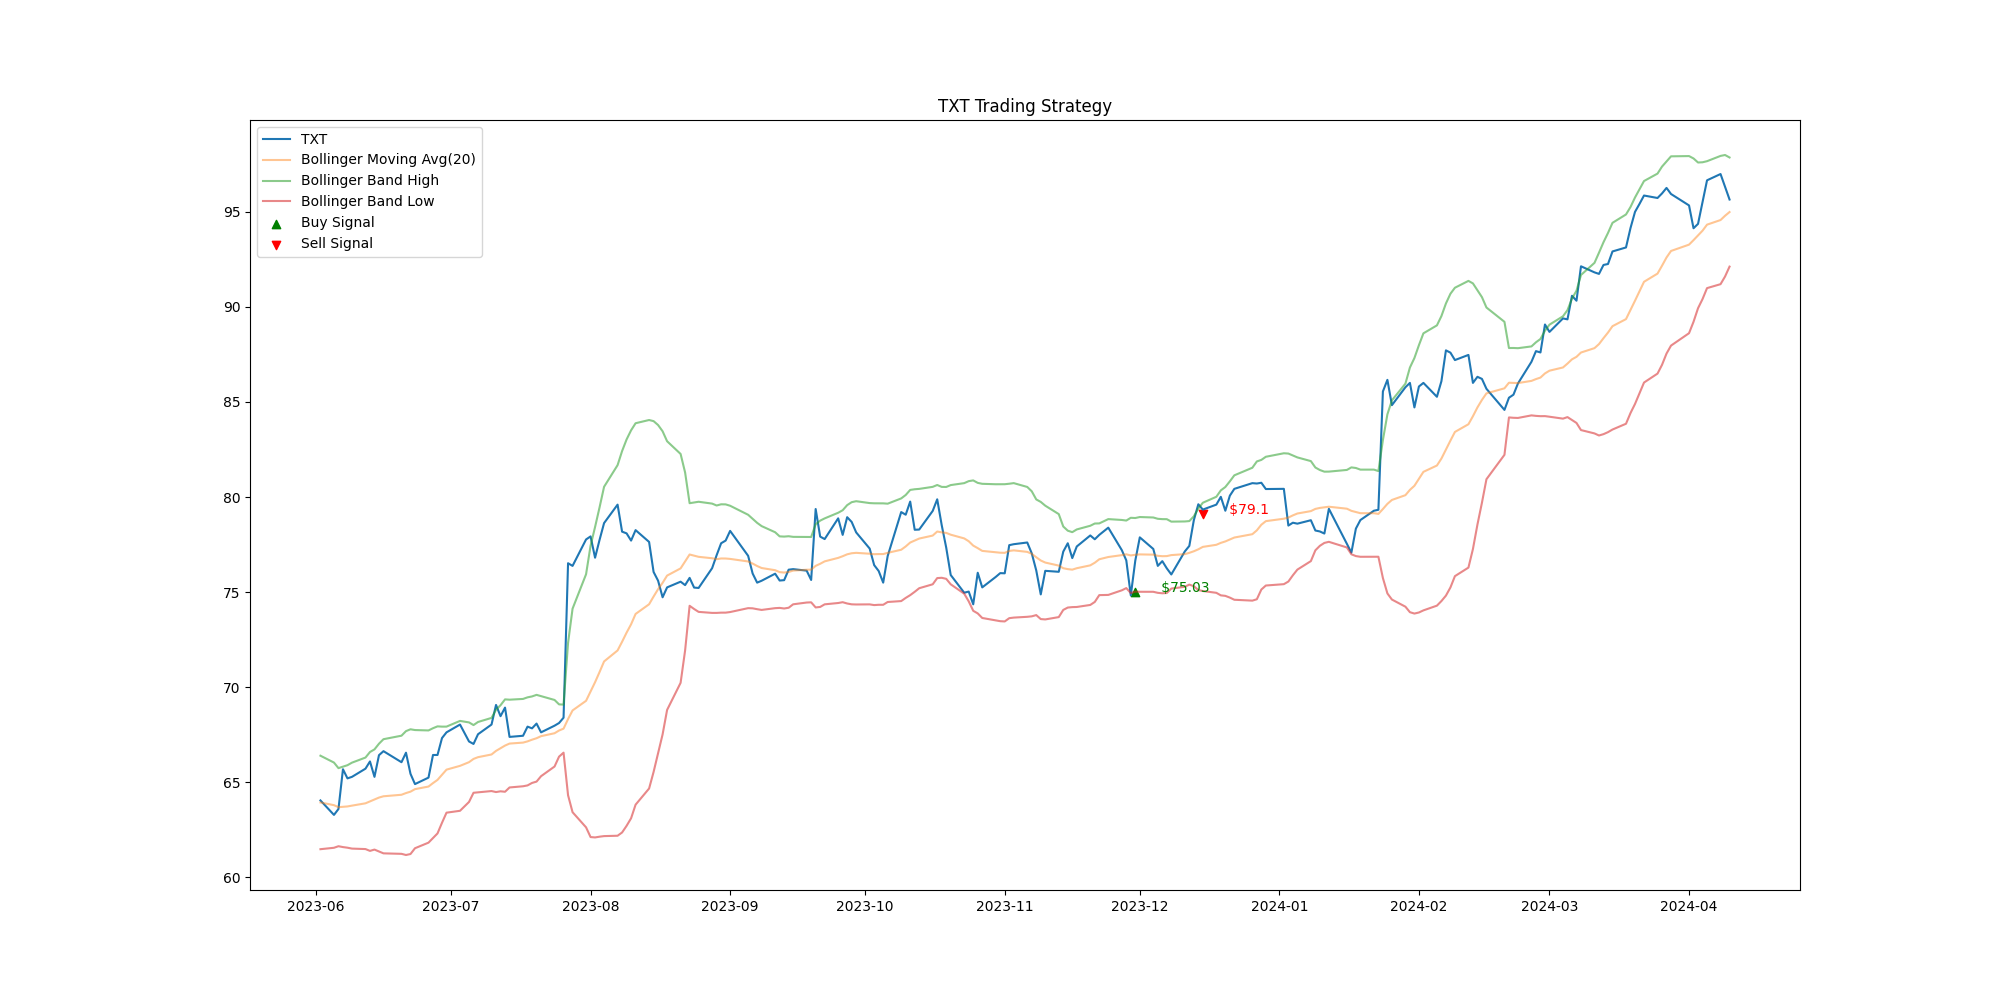 TXT Trading Strategy
TXT
Bollinger Moving Avg(20)
Bollinger Band High
Bollinger Band Low
Buy Signal
Sell Signal
95
90
85
80
75
70
65
60
$79.1
$75.03
2023-06 2023-07 2023-08 2023-09 2023-10 2023-11 2023-12 2024-01 2024-02 2024-03 2024-04